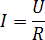 I = U/R